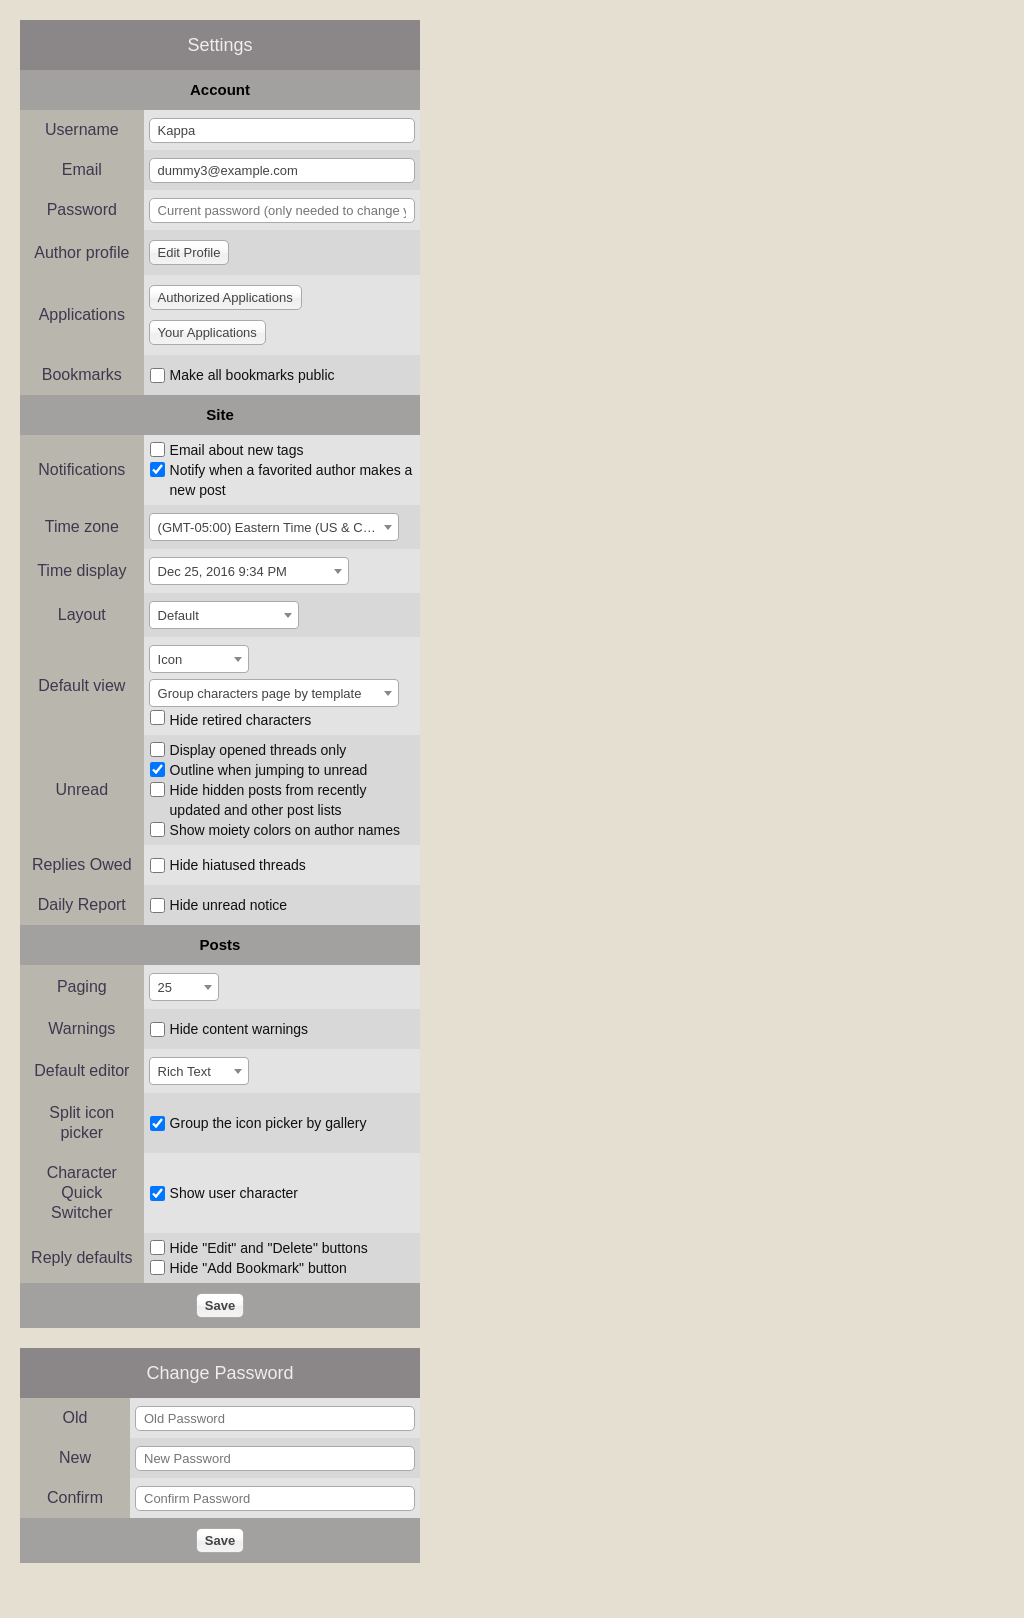 Settings
Account
Username
Kappa
Email
dummy3@example.com
Password
Current password (only needed to change y
Author profile
Edit Profile
Applications
Authorized Applications
Your Applications
Bookmarks
Make all bookmarks public
Site
Notifications
Email about new tags
Notify when a favorited author makes a
new post
Time zone
(GMT-05:00) Eastern Time (US & C…
Time display
Dec 25, 2016 9:34 PM
Layout
Default
Default view
Icon
Group characters page by template
Hide retired characters
Unread
Display opened threads only
Outline when jumping to unread
Hide hidden posts from recently
updated and other post lists
Show moiety colors on author names
Replies Owed
Hide hiatused threads
Daily Report
Hide unread notice
Posts
Paging
25
Warnings
Hide content warnings
Default editor
Rich Text
Split icon
picker
Group the icon picker by gallery
Character
Quick
Switcher
Show user character
Reply defaults
Hide "Edit" and "Delete" buttons
Hide "Add Bookmark" button
Save
Change Password
Old
Old Password
New
New Password
Confirm
Confirm Password
Save